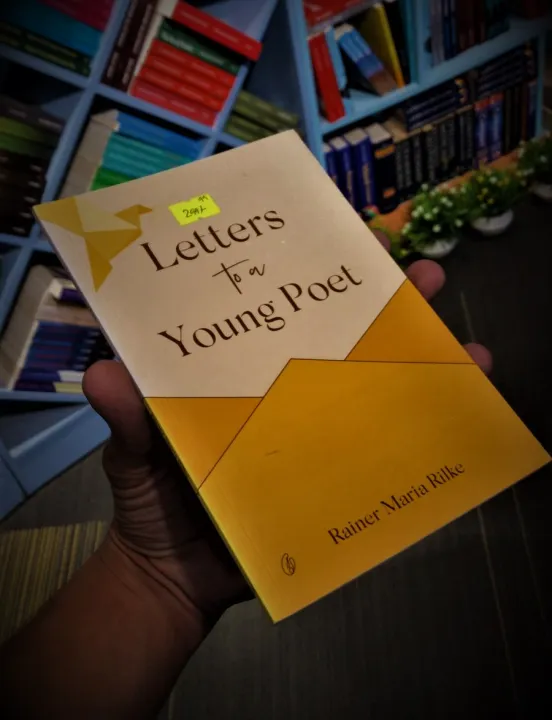 Letters
to a
Young Poet
Rainer Maria Rilke